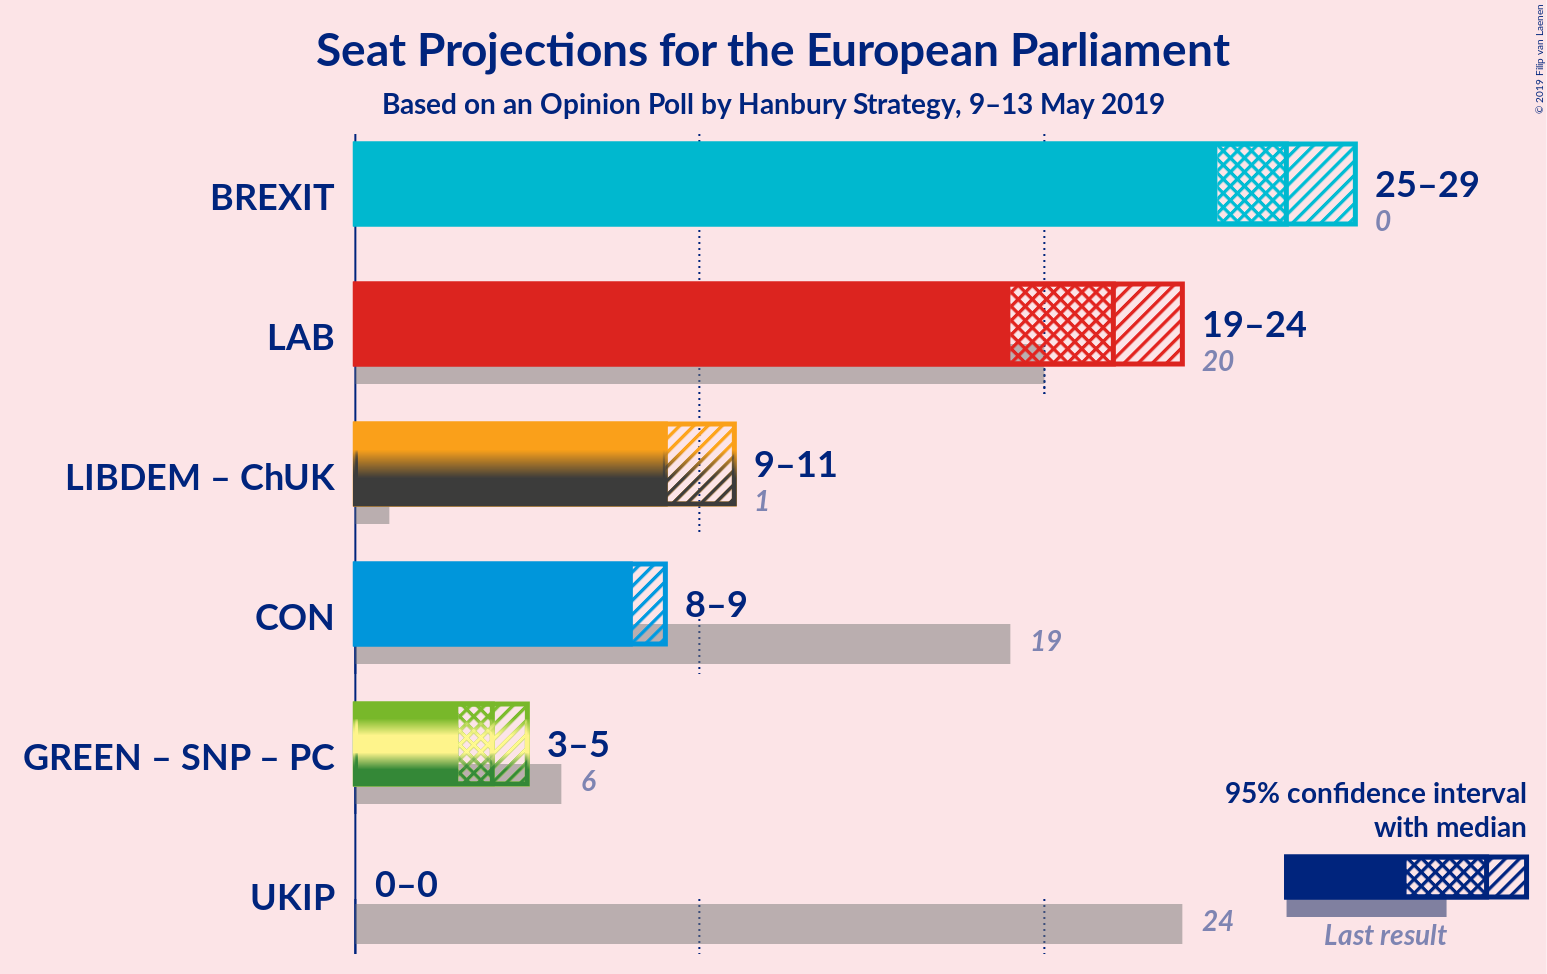 Seat Projections for the European Parliament
Based on an Opinion Poll by Hanbury Strategy, 9–13 May 2019
© 2019 Filip van Laenen
BREXIT
25–29
0
LAB
19–24
20
LIBDEM – ChUK
9–11
1
CON
8–9
19
GREEN – SNP – PC
3–5
6
UKIP
0–0
24
95% confidence interval
with median
Last result